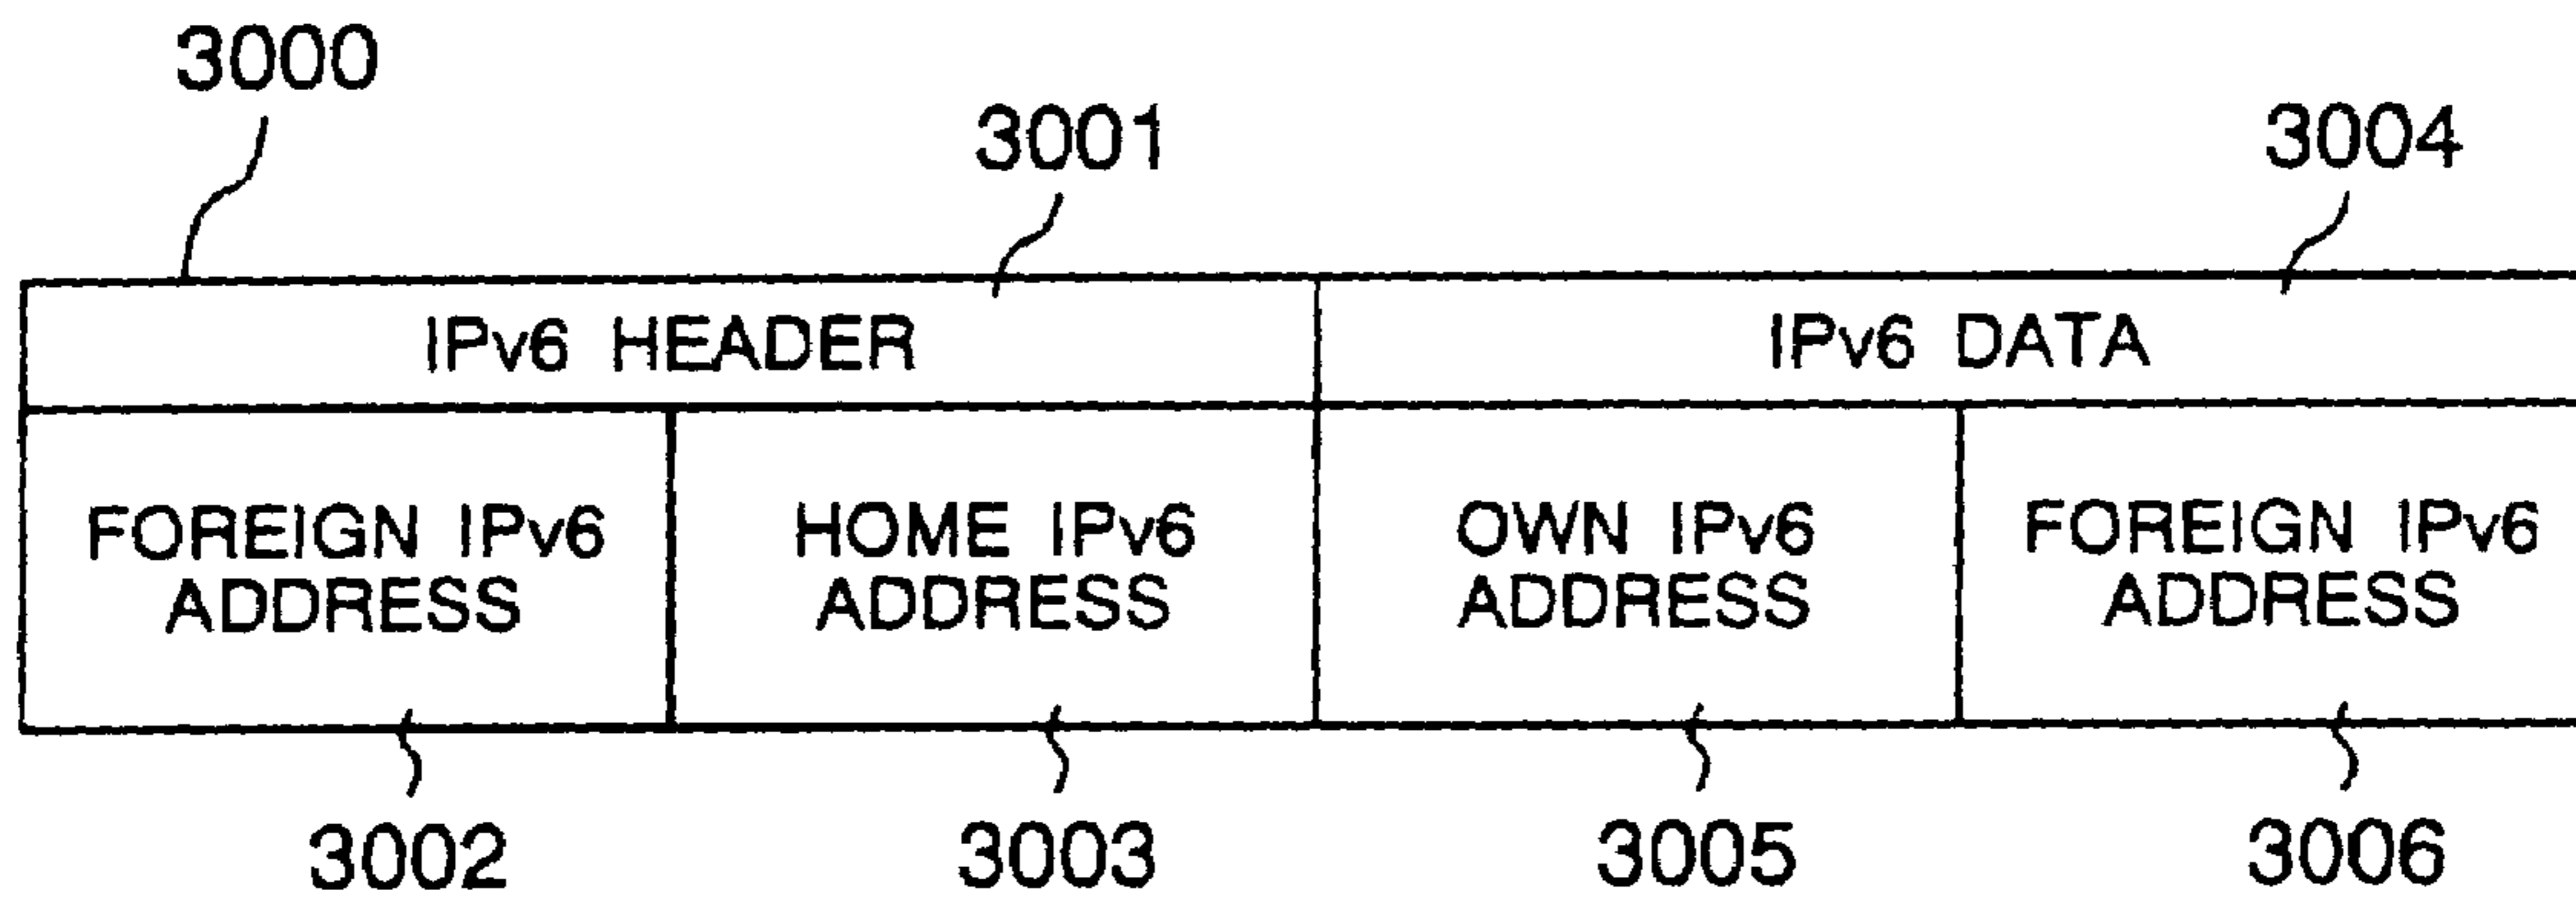 3000
3001
3004
IPv6 HEADER
IPv6 DATA
FOREIGN IPv6
ADDRESS
HOME IPv6
ADDRESS
OWN IPv6
ADDRESS
FOREIGN IPv6
ADDRESS
3002
3003
3005
3006